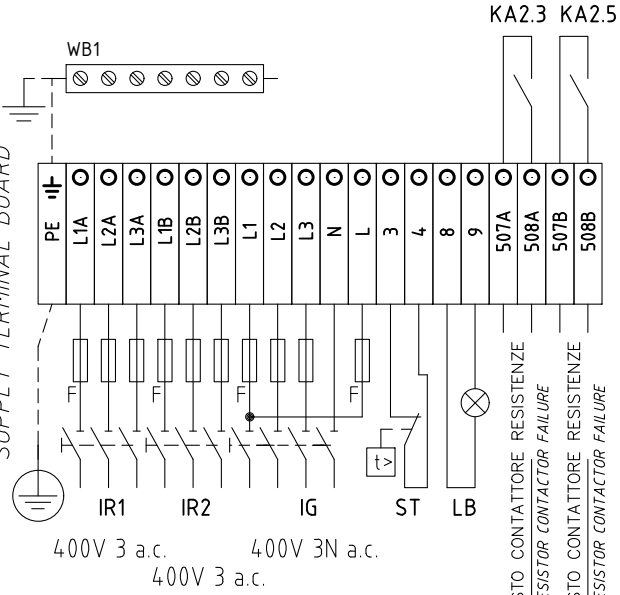 KA2.3 KA2.5
WB1
SUPPLY TERMINAL BOARD
PE L1A L2A L3A L1B L2B L3B L1 L2 L3 N L 3 4 8 9 507A 508A 507B 508B
F F F F
t>
IR1 IR2 IG ST LB
400V 3 a.c. 400V 3N a.c.
400V 3 a.c.
CONTATTORE RESISTENZE
CONTACTOR FAILURE
CONTATTORE RESISTENZE
CONTACTOR FAILURE